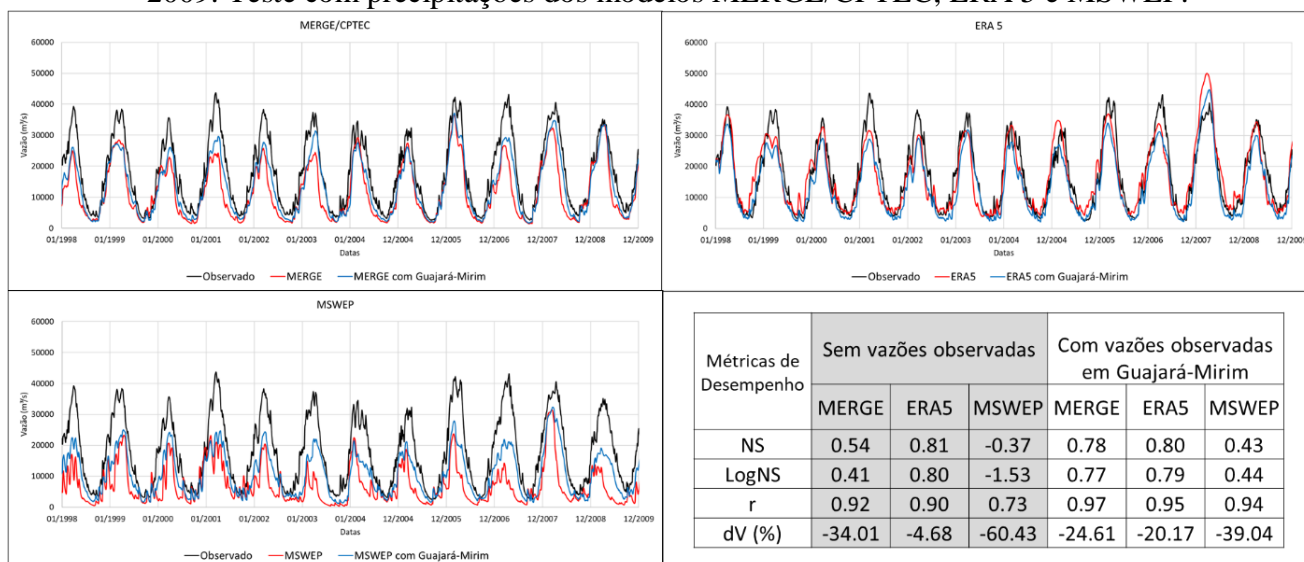 2009. Teste com precipitações dos modelos MERGE/CPTEC, ERA 5 e MSWEP.
MERGE/CPTEC
60000
50000
40000
30000
20000
10000
0
Vazão (m³/s)
01/1998 01/1999 01/2000 01/2001 01/2002 01/2003 01/2004 12/2004 12/2005 12/2006 12/2007 12/2008 12/2009
Datas
Observado MERGE MERGE com Guajará-Mirim
ERA 5
60000
50000
40000
30000
20000
10000
0
Vazão (m³/s)
01/1998 01/1999 01/2000 01/2001 01/2002 01/2003 01/2004 12/2004 12/2005 12/2006 12/2007 12/2008 12/2009
Datas
Observado ERA5 ERA5 com Guajará-Mirim
MSWEP
60000
50000
40000
30000
20000
10000
0
Vazão (m³/s)
01/1998 01/1999 01/2000 01/2001 01/2002 01/2003 01/2004 12/2004 12/2005 12/2006 12/2007 12/2008 12/2009
Datas
Observado MSWEP MSWEP com Guajará-Mirim
Métricas de Desempenho Sem vazões observadas Com vazões observadas em Guajará-Mirim
MERGE ERA5 MSWEP MERGE ERA5 MSWEP
NS 0.54 0.81 -0.37 0.78 0.80 0.43
LogNS 0.41 0.80 -1.53 0.77 0.79 0.44
r 0.92 0.90 0.73 0.97 0.95 0.94
dV (%) -34.01 -4.68 -60.43 -24.61 -20.17 -39.04